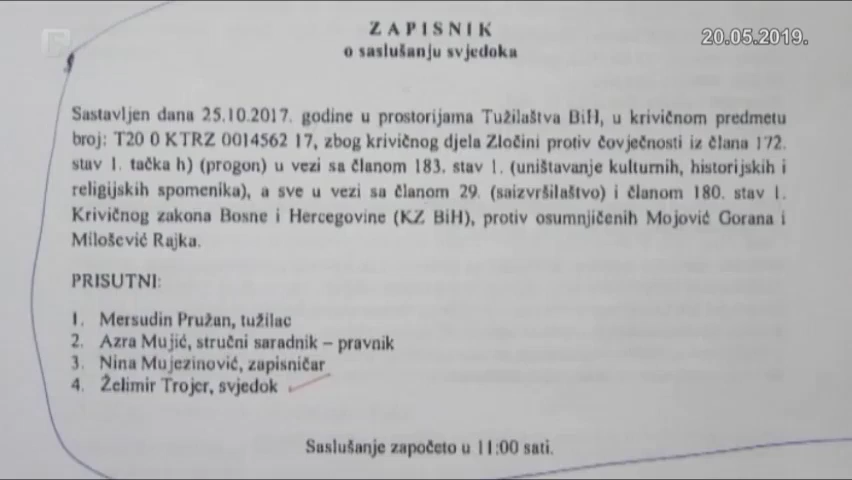 ZAPISNIK
20.05.2019.
o saslušanju svjedoka
Sastavljen dana 25.10.2017. godine u prostorijama Tužilaštva BiH, u krivičnom predmetu
broj: T20 0 KTRZ 0014562 17, zbog krivičnog djela Zločini protiv čovječnosti iz člana 172.
stav 1. tačka h) (progon) u vezi sa članom 183. stav 1. (uništavanje kulturnih, historijskih i
religijskih spomenika), a sve u vezi sa članom 29. (saizvršilaštvo) i članom 180. stav 1.
Krivičnog zakona Bosne i Hercegovine (KZ BiH), protiv osumnjičenih Mojović Gorana i
Milošević Rajka.
PRISUTNI:
1. Mersudin Pružan, tužilac
2. Azra Mujić, stručni saradnik – pravnik
3. Nina Mujezinović, zapisničar
4. Želimir Trojer, svjedok
Saslušanje započeto u 11:00 sati.